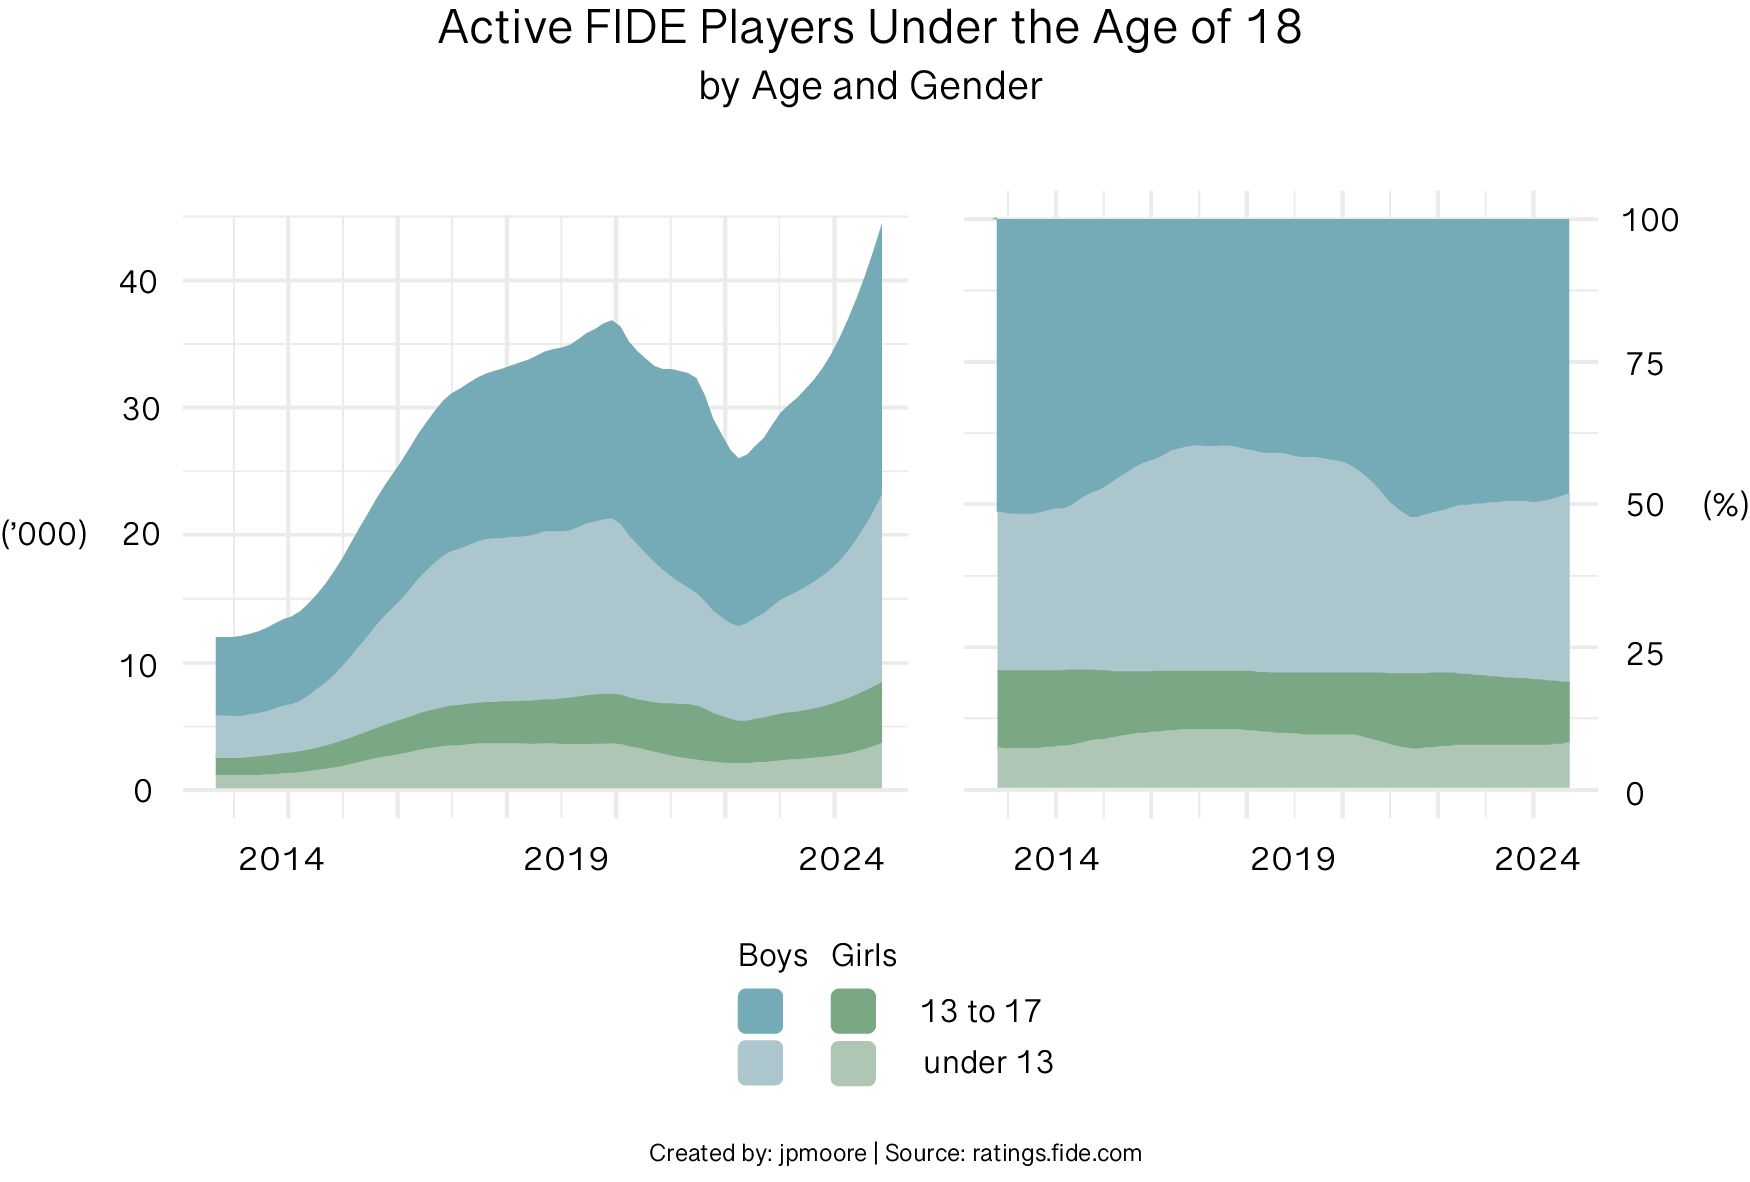 Active FIDE Players Under the Age of 18
by Age and Gender
40
30
('000) 20
10
0
2014 2019 2024
100
75
50 (%)
25
0
2014 2019 2024
Boys Girls
13 to 17
under 13
Created by: jpmoore | Source: ratings.fide.com